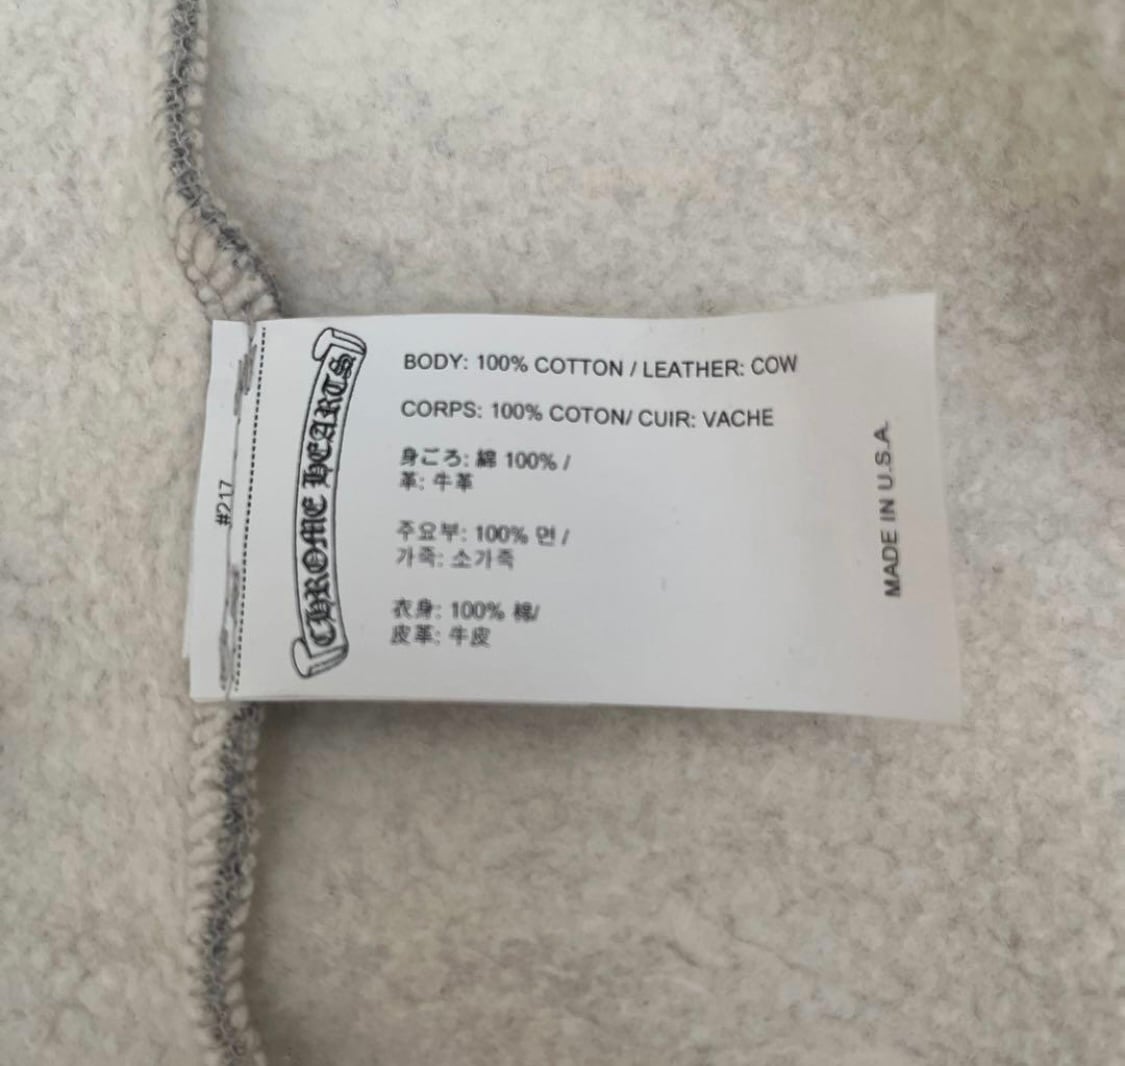 #217
CHROME HEARTS
BODY: 100% COTTON / LEATHER: COW
CORPS: 100% COTON/ CUIR: VACHE
身ごろ: 綿 100% /
革: 牛革
주요부: 100% 면 /
가죽: 소가죽
衣身: 100% 棉/
皮革: 牛皮
MADE IN U.S.A.